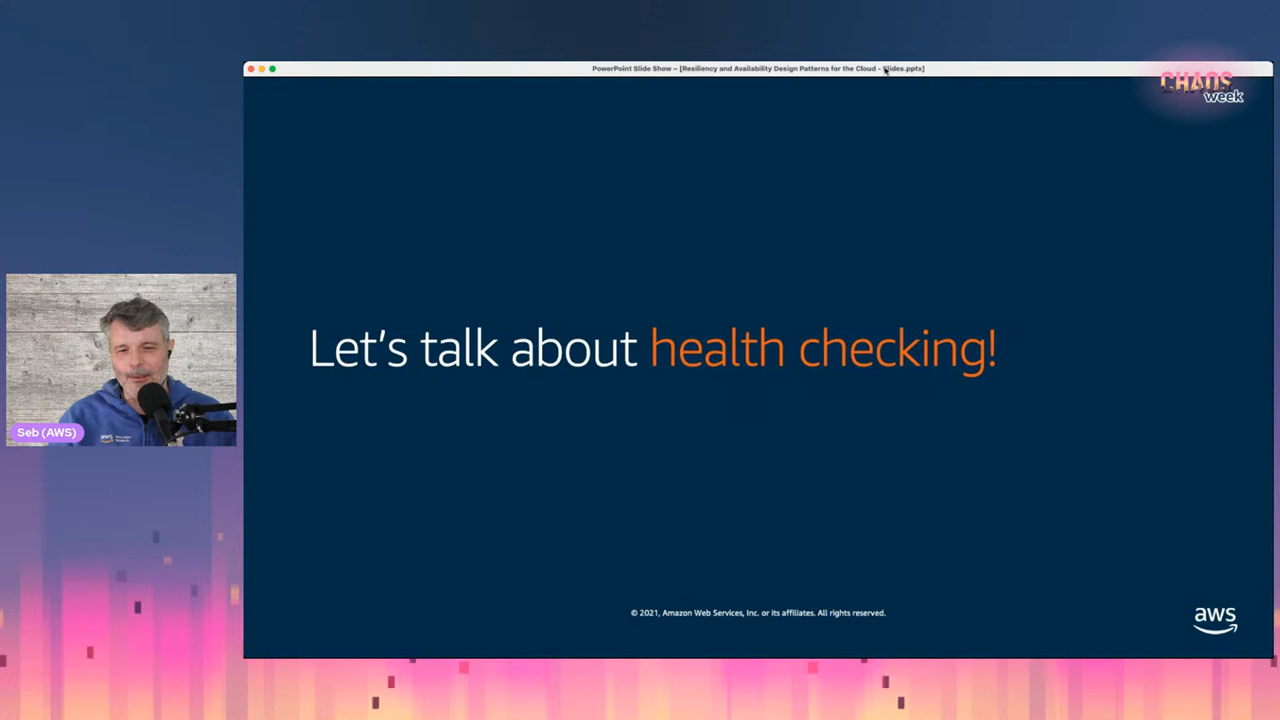 PowerPoint Slide Show – [Resiliency and Availability Design Patterns for the Cloud - Slides.pptx]
CHAOS
week
Let's talk about health checking!
Seb (AWS)
aws
© 2021, Amazon Web Services, Inc. or its affiliates. All rights reserved.
aws